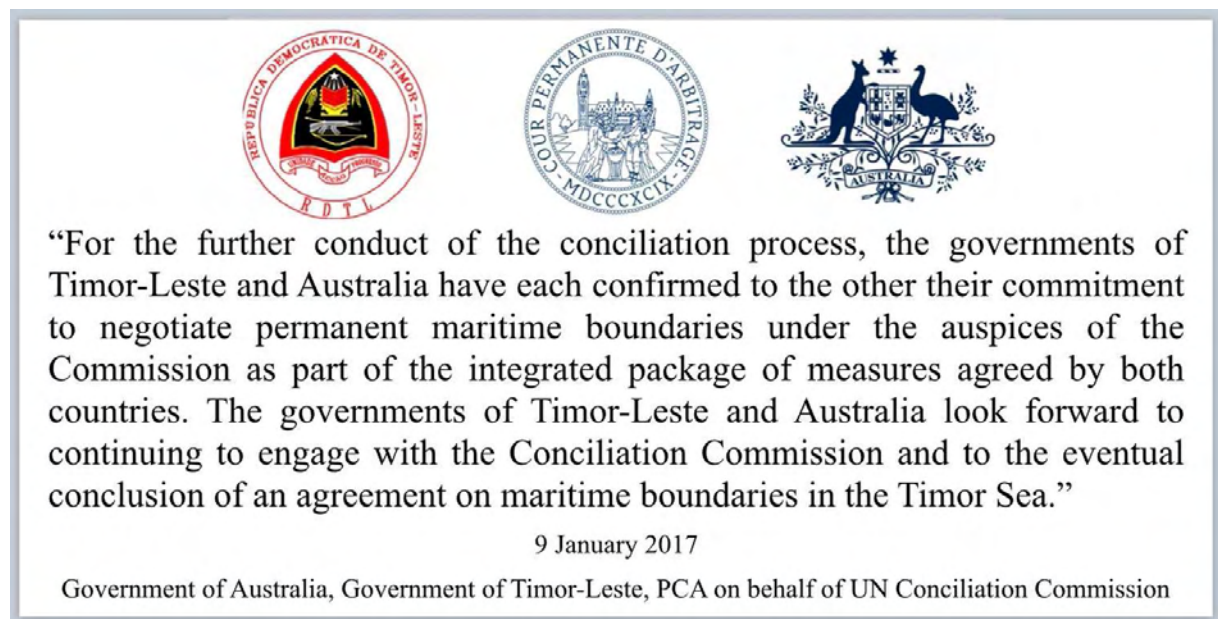 REPÚBLICA DEMOCRÁTICA DE TIMOR-LESTE
UNIDADE
PROGRESSO
R D T L
COUR PERMANENTE D'ARBITRAGE
MDCCCXCIX
AUSTRALIA
“For the further conduct of the conciliation process, the governments of
Timor-Leste and Australia have each confirmed to the other their commitment
to negotiate permanent maritime boundaries under the auspices of the
Commission as part of the integrated package of measures agreed by both
countries. The governments of Timor-Leste and Australia look forward to
continuing to engage with the Conciliation Commission and to the eventual
conclusion of an agreement on maritime boundaries in the Timor Sea.”
9 January 2017
Government of Australia, Government of Timor-Leste, PCA on behalf of UN Conciliation Commission